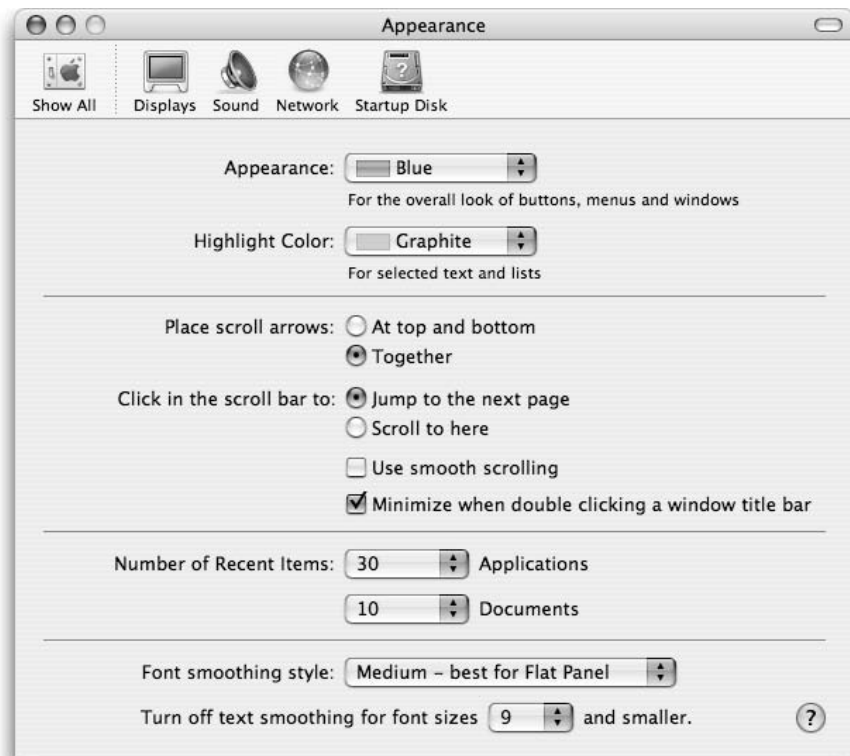 Appearance
Show All Displays Sound Network Startup Disk
Appearance: Blue
For the overall look of buttons, menus and windows
Highlight Color: Graphite
For selected text and lists
Place scroll arrows: At top and bottom
Together
Click in the scroll bar to: Jump to the next page
Scroll to here
Use smooth scrolling
Minimize when double clicking a window title bar
Number of Recent Items: 30 Applications
10 Documents
Font smoothing style: Medium – best for Flat Panel
Turn off text smoothing for font sizes 9 and smaller. ?